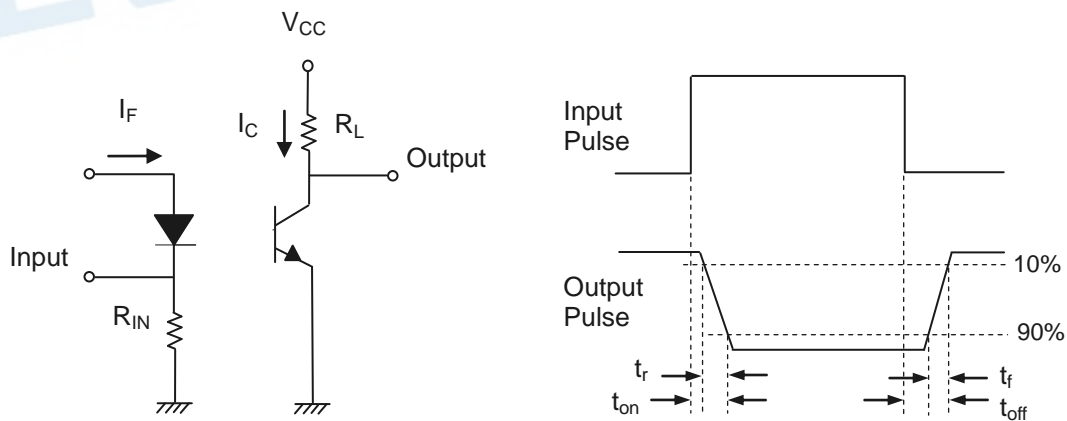 V_CC
I_F
I_C
R_L
Output
Input
R_IN
Input
Pulse
Output
Pulse
10%
90%
t_r
t_f
t_on
t_off